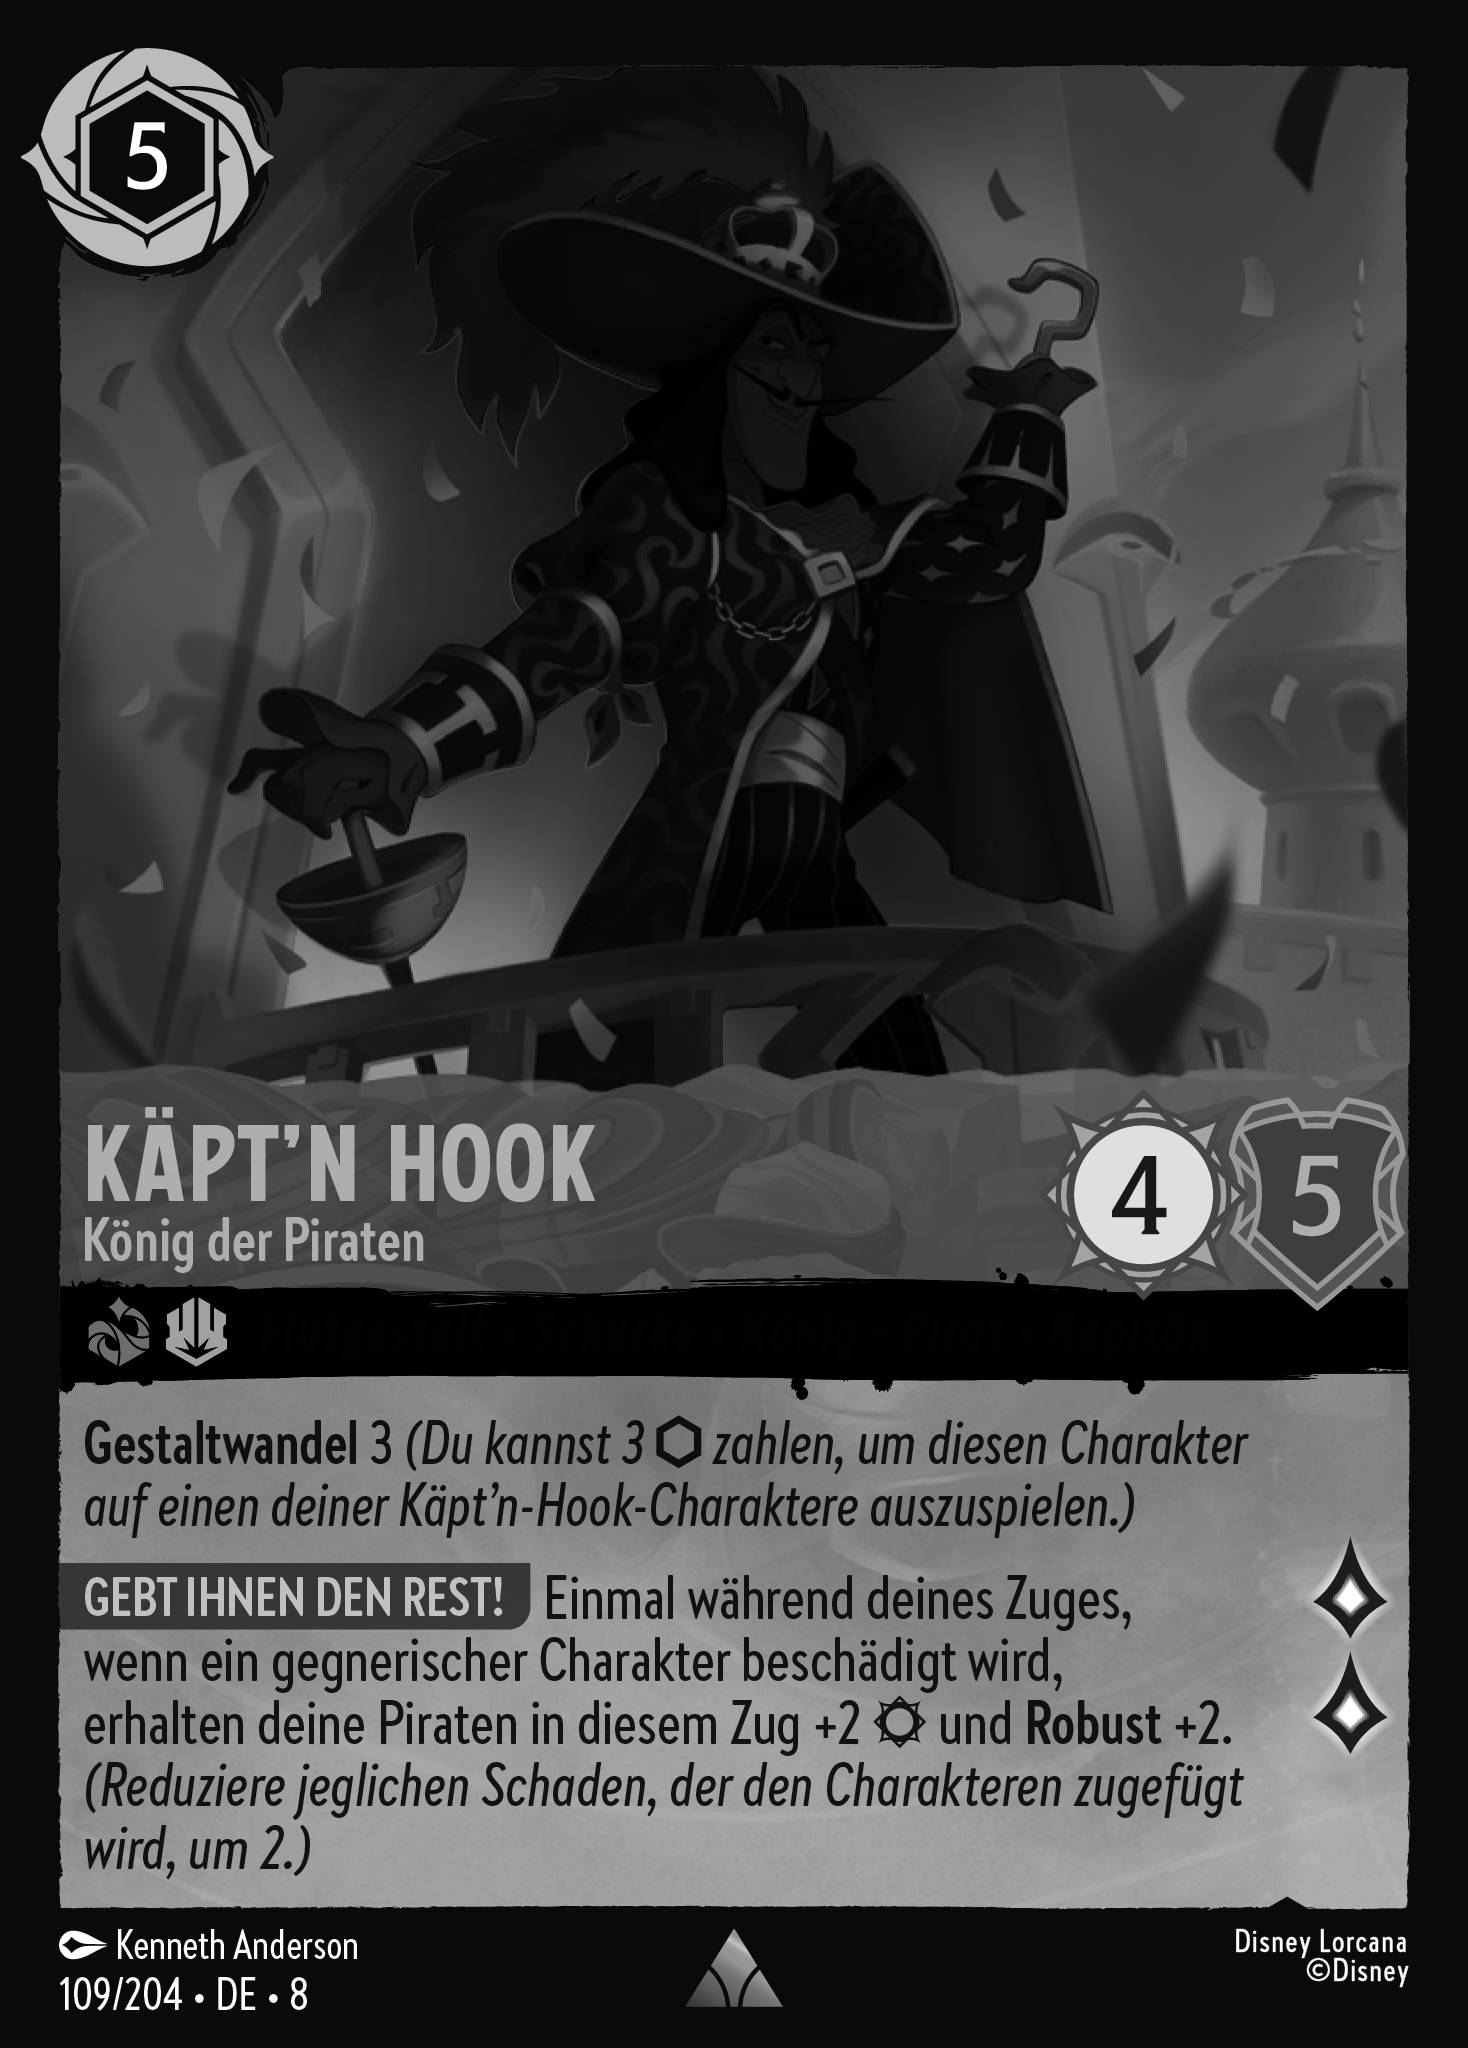 5
KÄPT’N HOOK
König der Piraten
4
5
Flutgestalt
Gestaltwandel 3 (Du kannst 3 zahlen, um diesen Charakter
auf einen deiner Käpt’n-Hook-Charaktere auszuspielen.)
GEBT IHNEN DEN REST! Einmal während deines Zuges,
wenn ein gegnerischer Charakter beschädigt wird,
erhalten deine Piraten in diesem Zug +2 und Robust +2.
(Reduziere jeglichen Schaden, der den Charakteren zugefügt
wird, um 2.)
Kenneth Anderson
109/204 • DE • 8
Disney Lorcana
©Disney